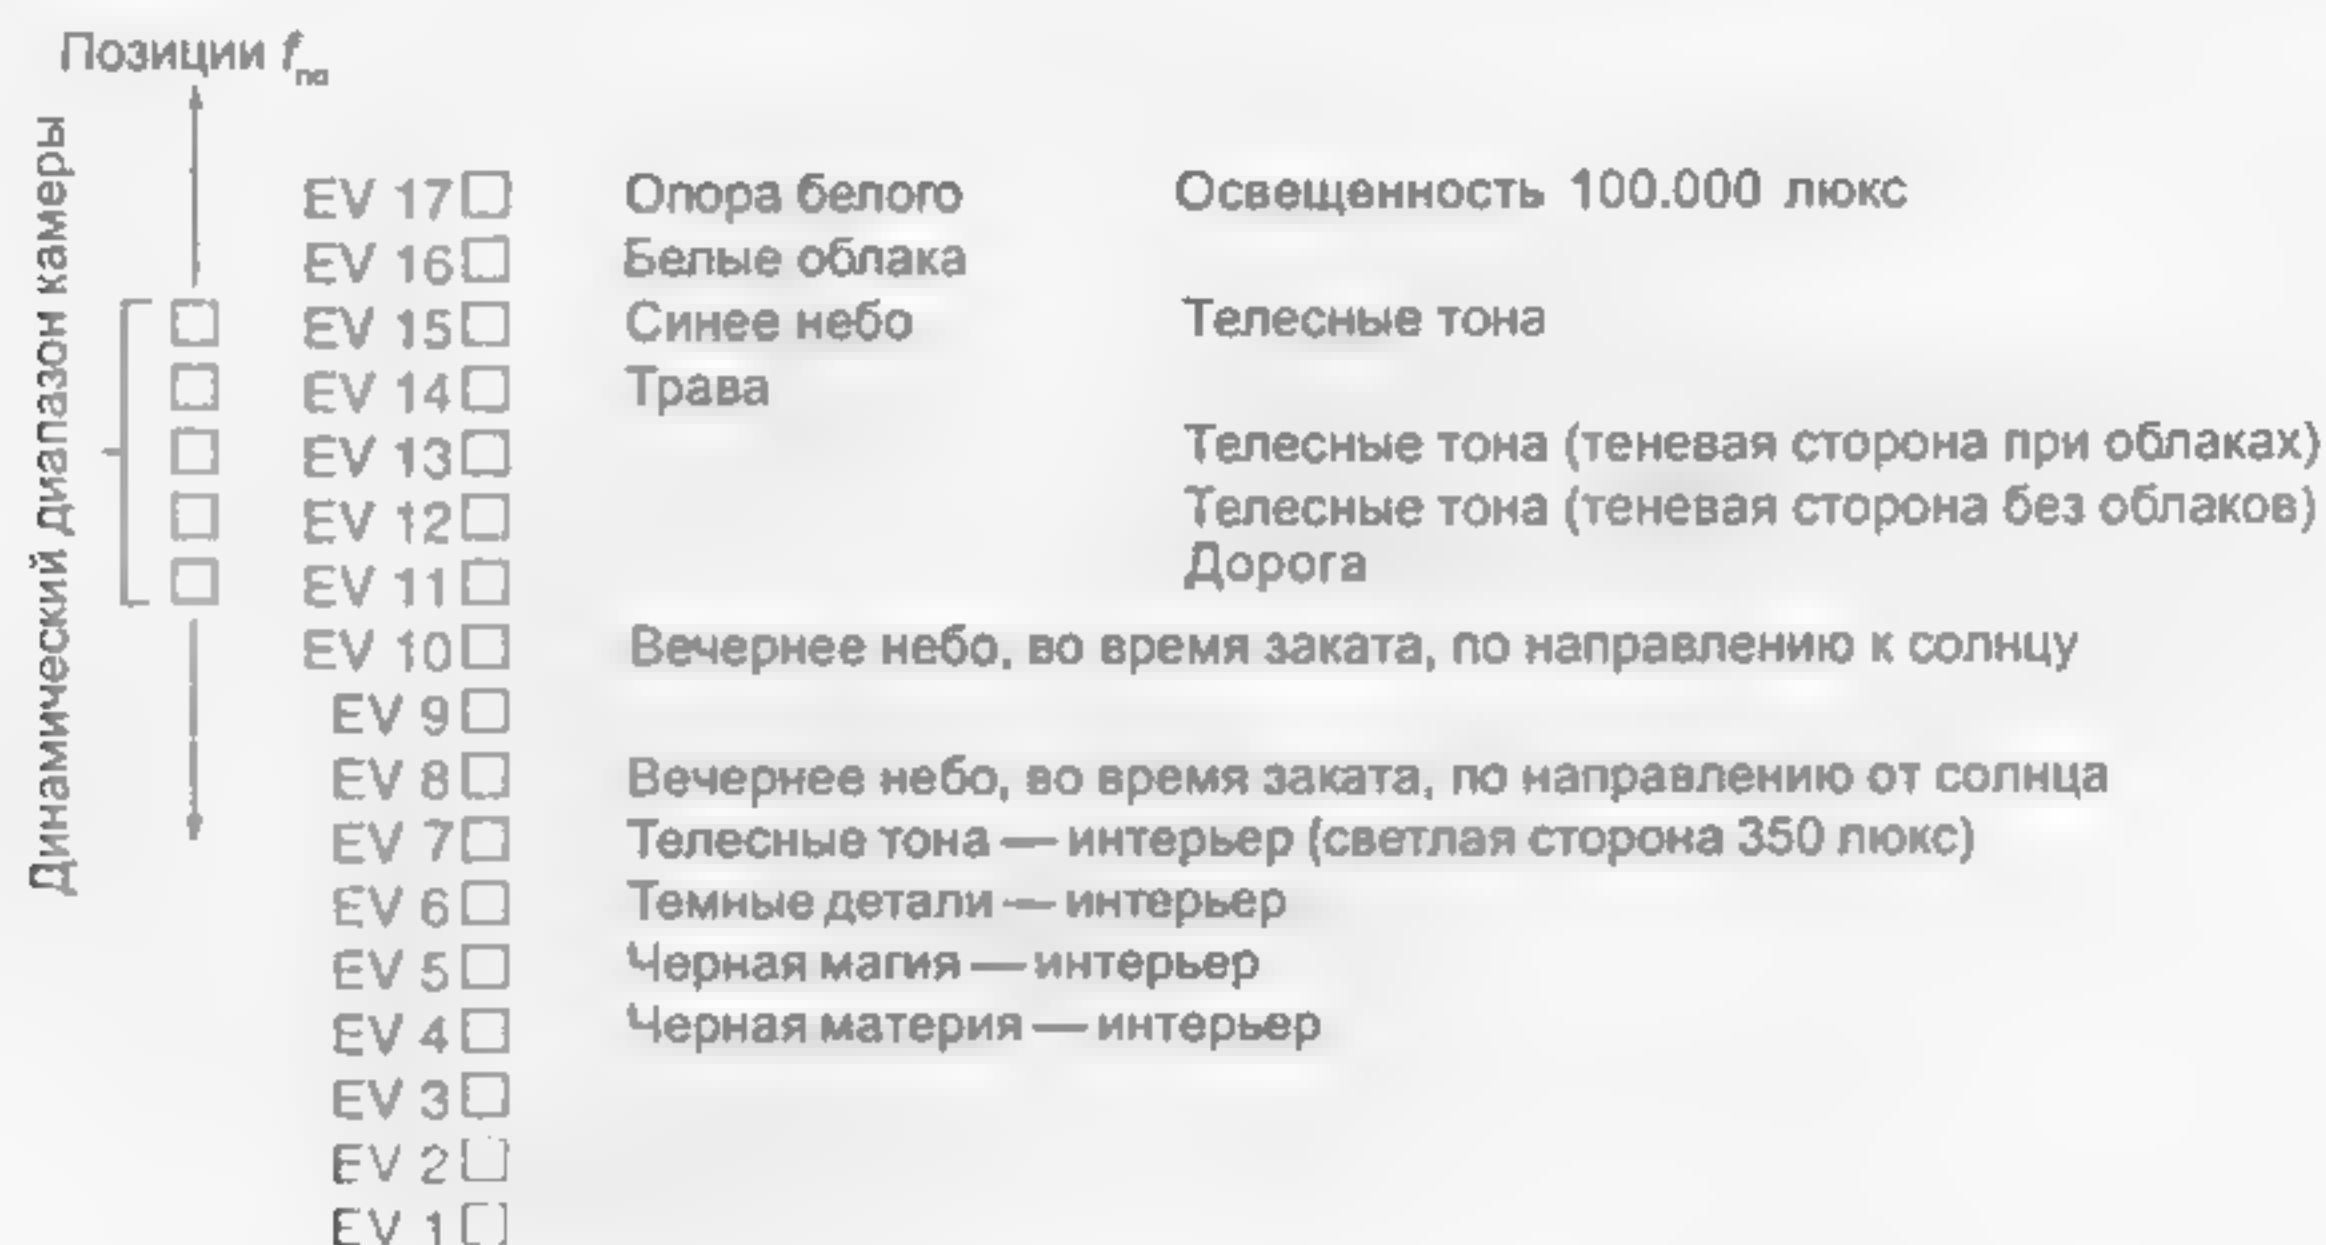 Позиции f по
Динамический диапазон камеры
EV 17 Опора белого Освещенность 100.000 люкс
EV 16 Белые облака
EV 15 Синее небо Телесные тона
EV 14 Трава
EV 13 Телесные тона (теневая сторона при облаках)
EV 12 Телесные тона (теневая сторона без облаков)
EV 11 Дорога
EV 10 Вечернее небо, во время заката, по направлению к солнцу
EV 9
EV 8 Вечернее небо, во время заката, по направлению от солнца
EV 7 Телесные тона — интерьер (светлая сторона 350 люкс)
EV 6 Темные детали — интерьер
EV 5 Черная магия — интерьер
EV 4 Черная материя — интерьер
EV 3
EV 2
EV 1